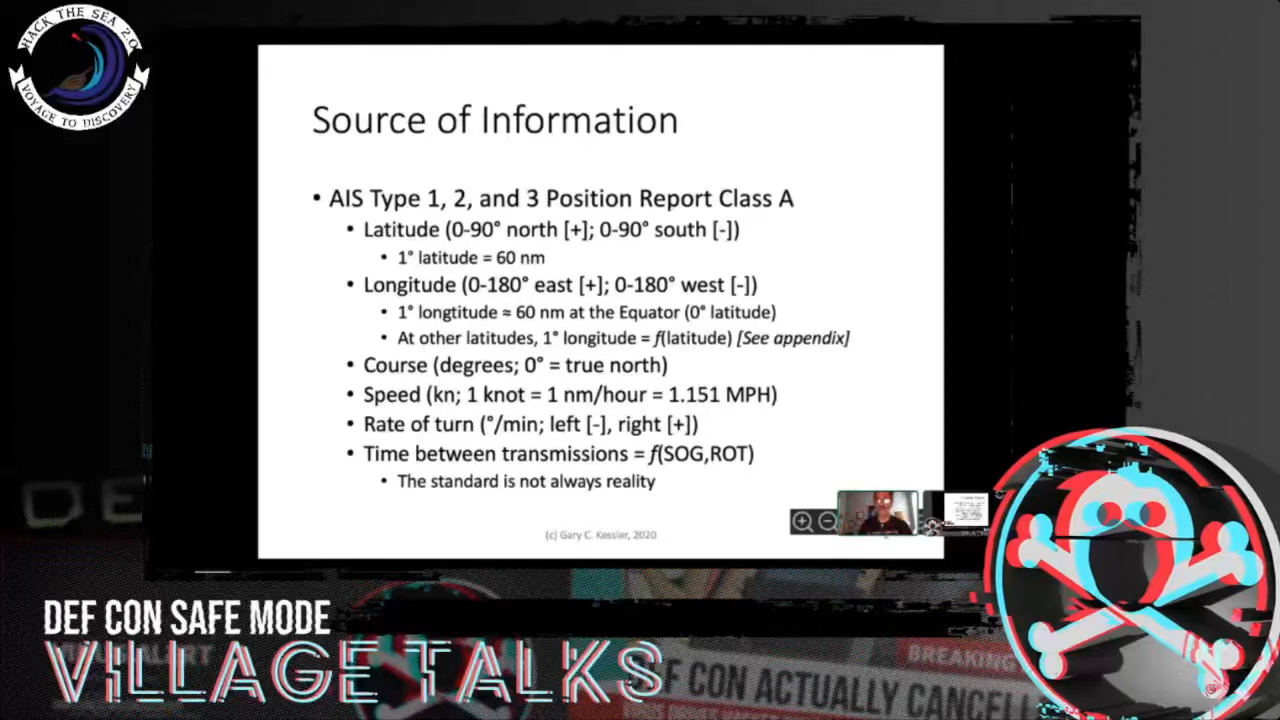 HACK THE SEA 2.0
VOYAGE TO DISCOVERY
Source of Information
• AIS Type 1, 2, and 3 Position Report Class A
• Latitude (0-90° north [+]; 0-90° south [-])
• 1° latitude = 60 nm
• Longitude (0-180° east [+]; 0-180° west [-])
• 1° longtitude ≈ 60 nm at the Equator (0° latitude)
• At other latitudes, 1° longitude = f(latitude) [See appendix]
• Course (degrees; 0° = true north)
• Speed (kn; 1 knot = 1 nm/hour = 1.151 MPH)
• Rate of turn (°/min; left [-], right [+])
• Time between transmissions = f(SOG,ROT)
• The standard is not always reality
(c) Gary C. Kessler, 2020
DE
DEF CON SAFE MODE
VILLAGE TALKS
BREAKING
DEF CON ACTUALLY CANCELL